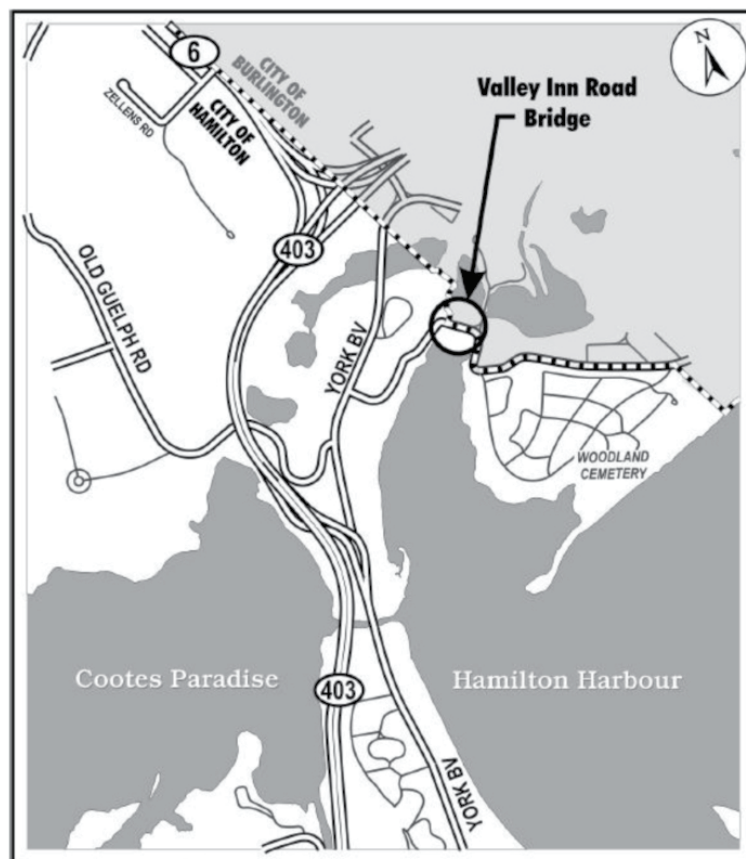 N
6
CITY OF
BURLINGTON
Valley Inn Road
Bridge
ZELLENS RD
CITY OF
HAMILTON
403
OLD GUELPH RD
YORK BV
WOODLAND
CEMETERY
Cootes Paradise
Hamilton Harbour
403
YORK BV